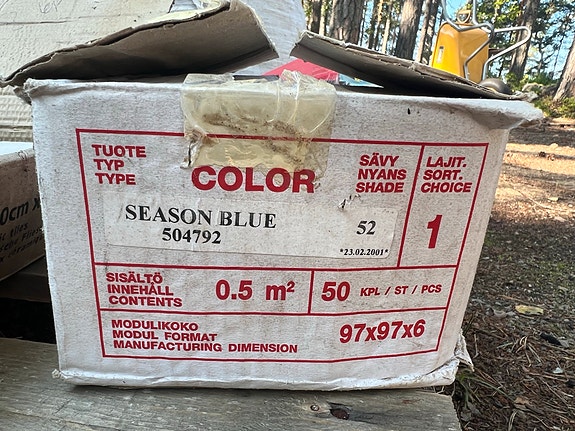 TUOTE
TYP
TYPE
COLOR
SÄVY
NYANS
SHADE
LAJIT.
SORT.
CHOICE
SEASON BLUE
504792
52
*23.02.2001*
1
SISÄLTÖ
INNEHÅLL
CONTENTS
0.5 m²
50 KPL / ST / PCS
MODULIKOKO
MODUL FORMAT
MANUFACTURING DIMENSION
97x97x6
0cm x